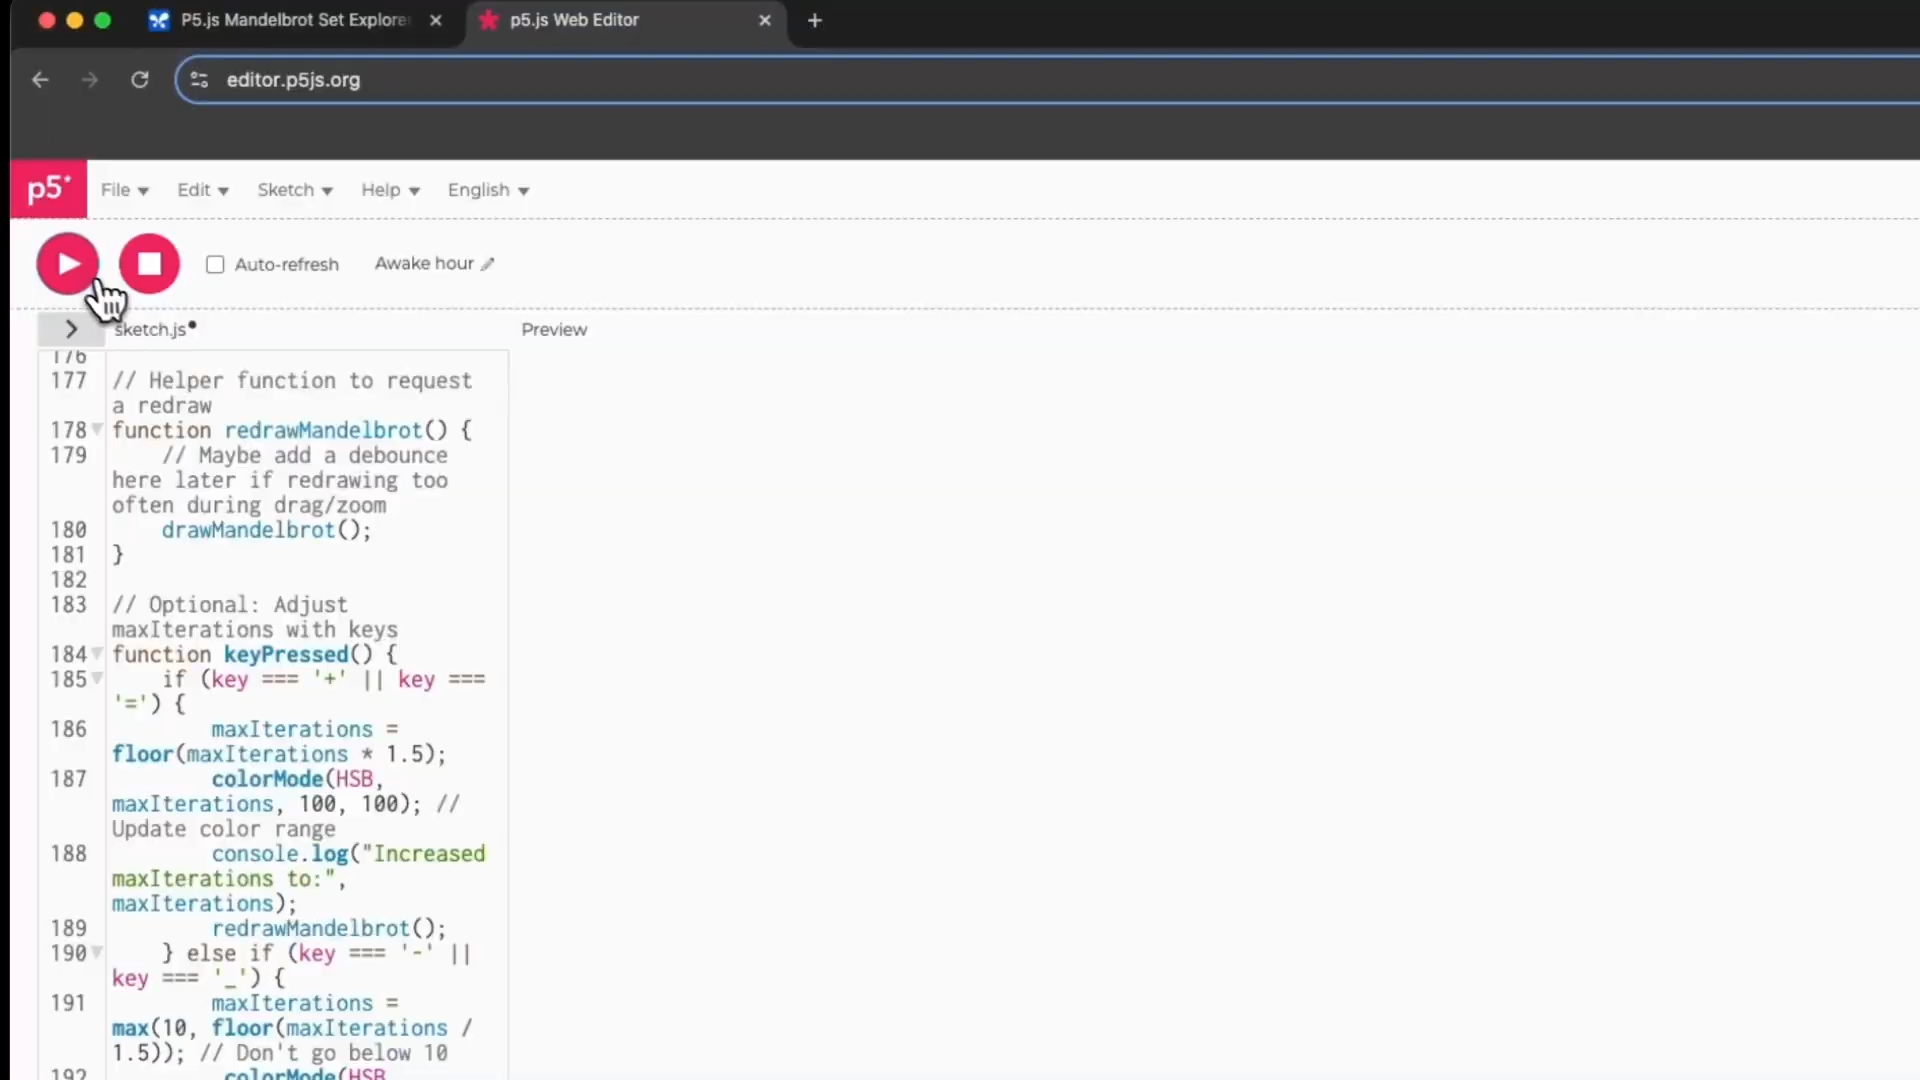 P5.js Mandelbrot Set Explorer
p5.js Web Editor
editor.p5js.org
p5*
File
Edit
Sketch
Help
English
Auto-refresh
Awake hour
sketch.js
Preview
176
177 // Helper function to request
a redraw
178 function redrawMandelbrot() {
179 // Maybe add a debounce
here later if redrawing too
often during drag/zoom
180 drawMandelbrot();
181 }
182
183 // Optional: Adjust
maxIterations with keys
184 function keyPressed() {
185 if (key === '+' || key ===
'=') {
186 maxIterations =
floor(maxIterations * 1.5);
187 colorMode(HSB,
maxIterations, 100, 100); //
Update color range
188 console.log("Increased
maxIterations to:",
maxIterations);
189 redrawMandelbrot();
190 } else if (key === '-' ||
key === '_') {
191 maxIterations =
max(10, floor(maxIterations /
1.5)); // Don't go below 10
192 colorMode(HSB,